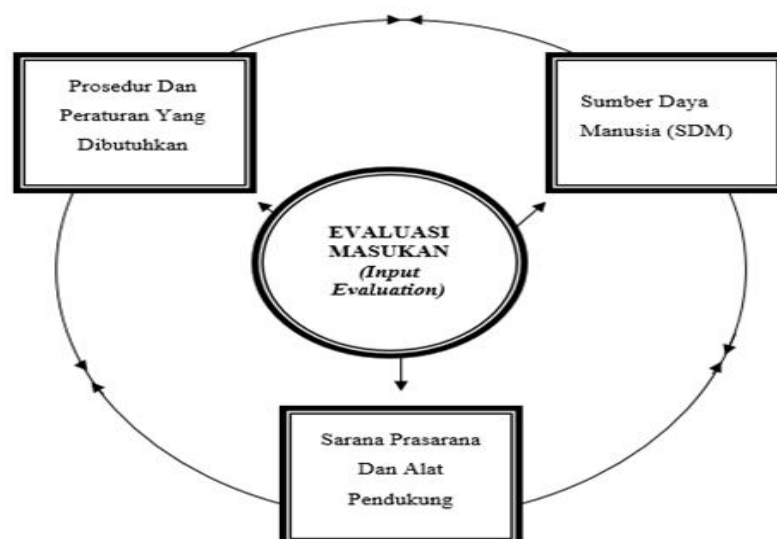 Prosedur Dan
Peraturan Yang
Dibutuhkan
Sumber Daya
Manusia (SDM)
EVALUASI
MASUKAN
(Input
Evaluation)
Sarana Prasarana
Dan Alat
Pendukung